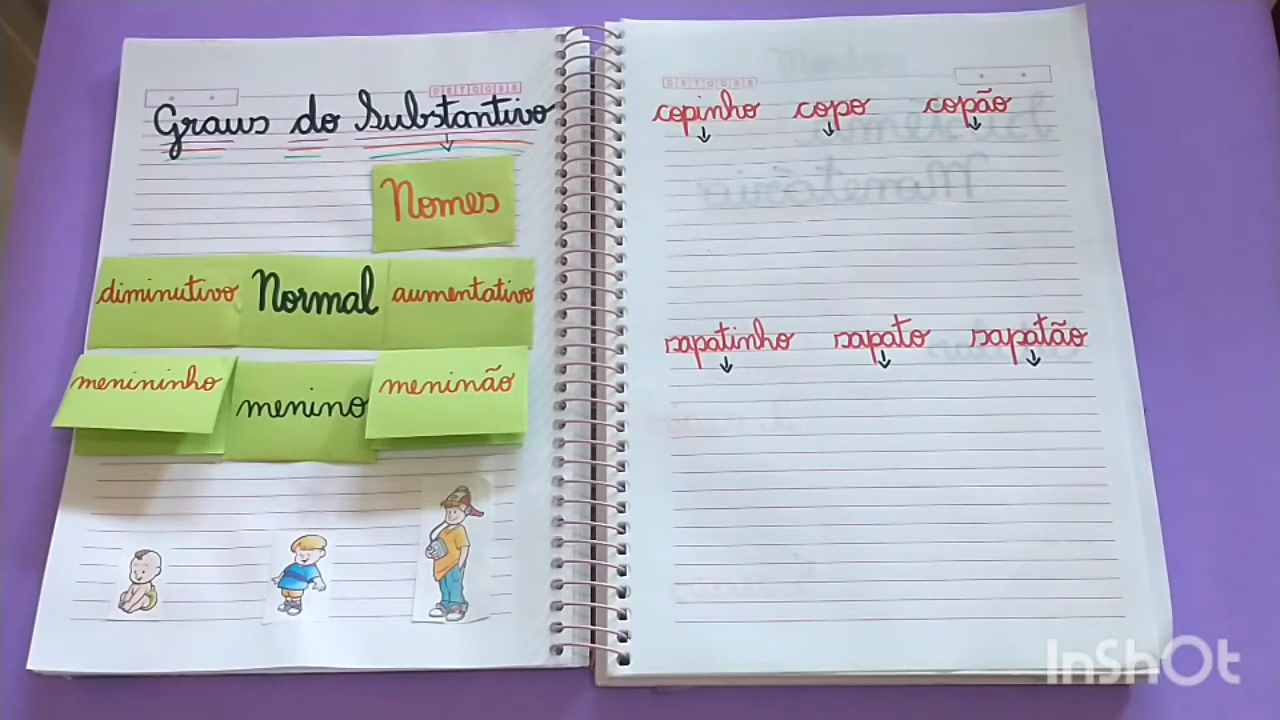 Graus do Substantivo
Nomes
diminutivo Normal aumentativo
menininho menino meninão
copinho copo copão
sapatinho sapato sapatão
InShOt